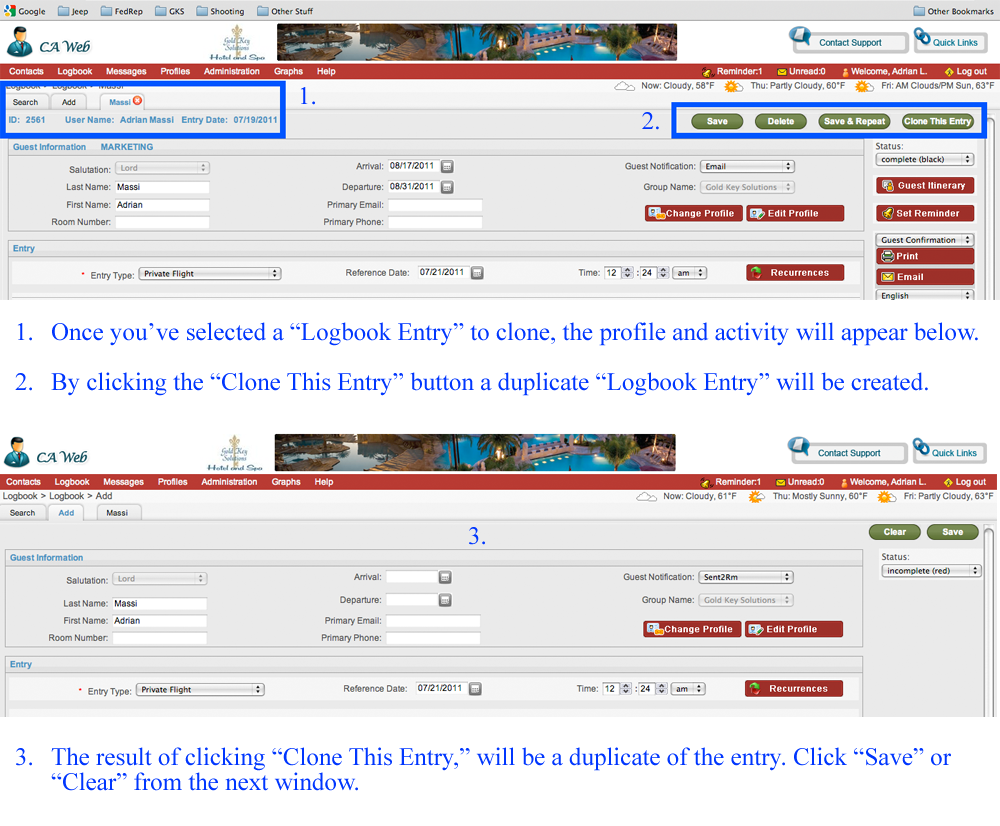 Google Jeep FedRep GKS Shooting Other Stuff Other Bookmarks
CA Web Gold Key Solutions Hotel and Spa Contact Support Quick Links
Contacts Logbook Messages Profiles Administration Graphs Help Reminder:1 Unread:0 Welcome, Adrian L. Log out
Logbook > Logbook > Massi 1. Now: Cloudy, 58°F Thu: Partly Cloudy, 60°F Fri: AM Clouds/PM Sun, 63°F
Search Add Massi
ID: 2561 User Name: Adrian Massi Entry Date: 07/19/2011 2. Save Delete Save & Repeat Clone This Entry
Guest Information MARKETING Status:
complete (black)
Salutation: Lord Arrival: 08/17/2011 Guest Notification: Email
Last Name: Massi Departure: 08/31/2011 Group Name: Gold Key Solutions Guest Itinerary
First Name: Adrian Primary Email:
Room Number: Primary Phone: Change Profile Edit Profile Set Reminder
Entry Guest Confirmation
Print
* Entry Type: Private Flight Reference Date: 07/21/2011 Time: 12 : 24 am Recurrences Email
English
1. Once you’ve selected a “Logbook Entry” to clone, the profile and activity will appear below.
2. By clicking the “Clone This Entry” button a duplicate “Logbook Entry” will be created.
CA Web Gold Key Solutions Hotel and Spa Contact Support Quick Links
Contacts Logbook Messages Profiles Administration Graphs Help Reminder:1 Unread:0 Welcome, Adrian L. Log out
Logbook > Logbook > Add Now: Cloudy, 61°F Thu: Mostly Sunny, 60°F Fri: Partly Cloudy, 63°F
Search Add Massi
3. Clear Save
Guest Information Status:
incomplete (red)
Salutation: Lord Arrival: Guest Notification: Sent2Rm
Last Name: Massi Departure: Group Name: Gold Key Solutions
First Name: Adrian Primary Email:
Room Number: Primary Phone: Change Profile Edit Profile
Entry
* Entry Type: Private Flight Reference Date: 07/21/2011 Time: 12 : 24 am Recurrences
3. The result of clicking “Clone This Entry,” will be a duplicate of the entry. Click “Save” or
“Clear” from the next window.